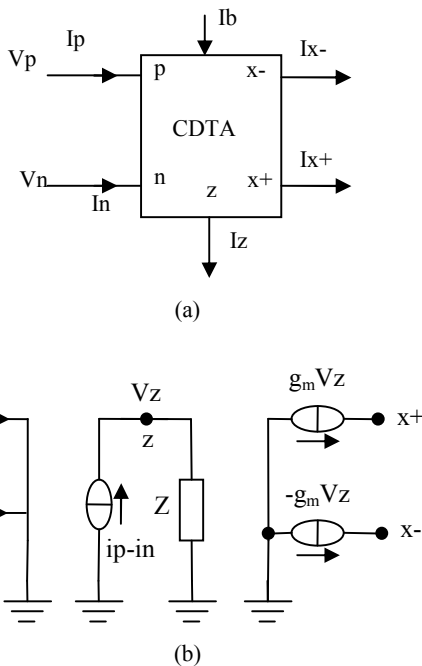 Ib
Ip
Ix-
Vp
p
x-
CDTA
Ix+
Vn
n
x+
z
In
Iz
(a)
Vz
gmVz
z
x+
Z
-gmVz
ip-in
x-
(b)